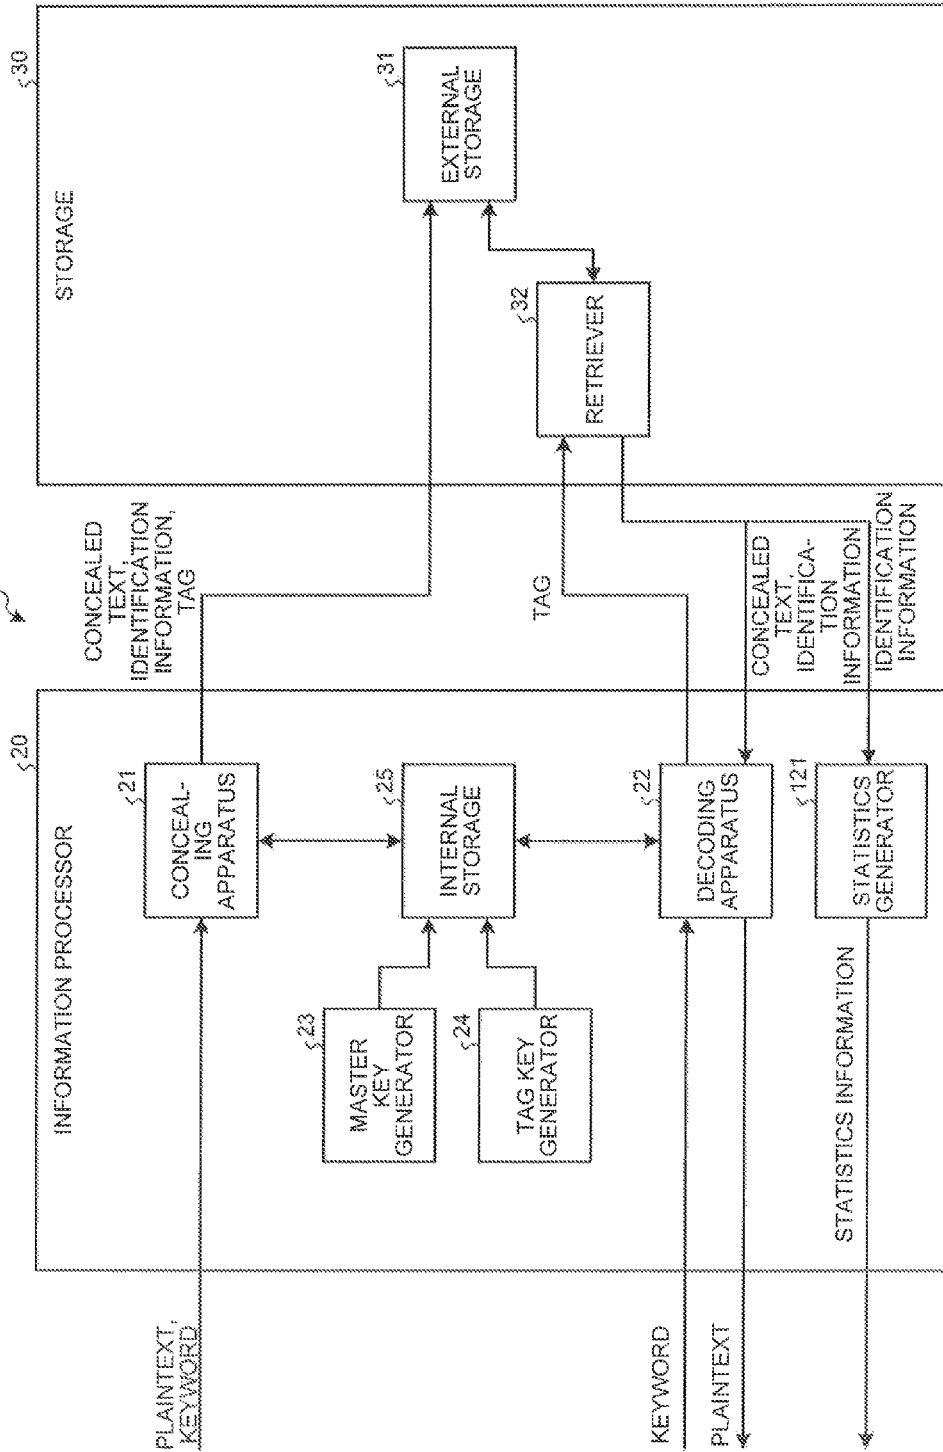 30
STORAGE
31
EXTERNAL
STORAGE
32
RETRIEVER
CONCEALED
TEXT,
IDENTIFICATION
INFORMATION,
TAG
TAG
CONCEALED
TEXT,
IDENTIFICA-
TION
INFORMATION
IDENTIFICATION
INFORMATION
20
INFORMATION PROCESSOR
21
CONCEAL-
ING
APPARATUS
25
INTERNAL
STORAGE
22
DECODING
APPARATUS
121
STATISTICS
GENERATOR
23
MASTER
KEY
GENERATOR
24
TAG KEY
GENERATOR
STATISTICS INFORMATION
PLAINTEXT,
KEYWORD
KEYWORD
PLAINTEXT